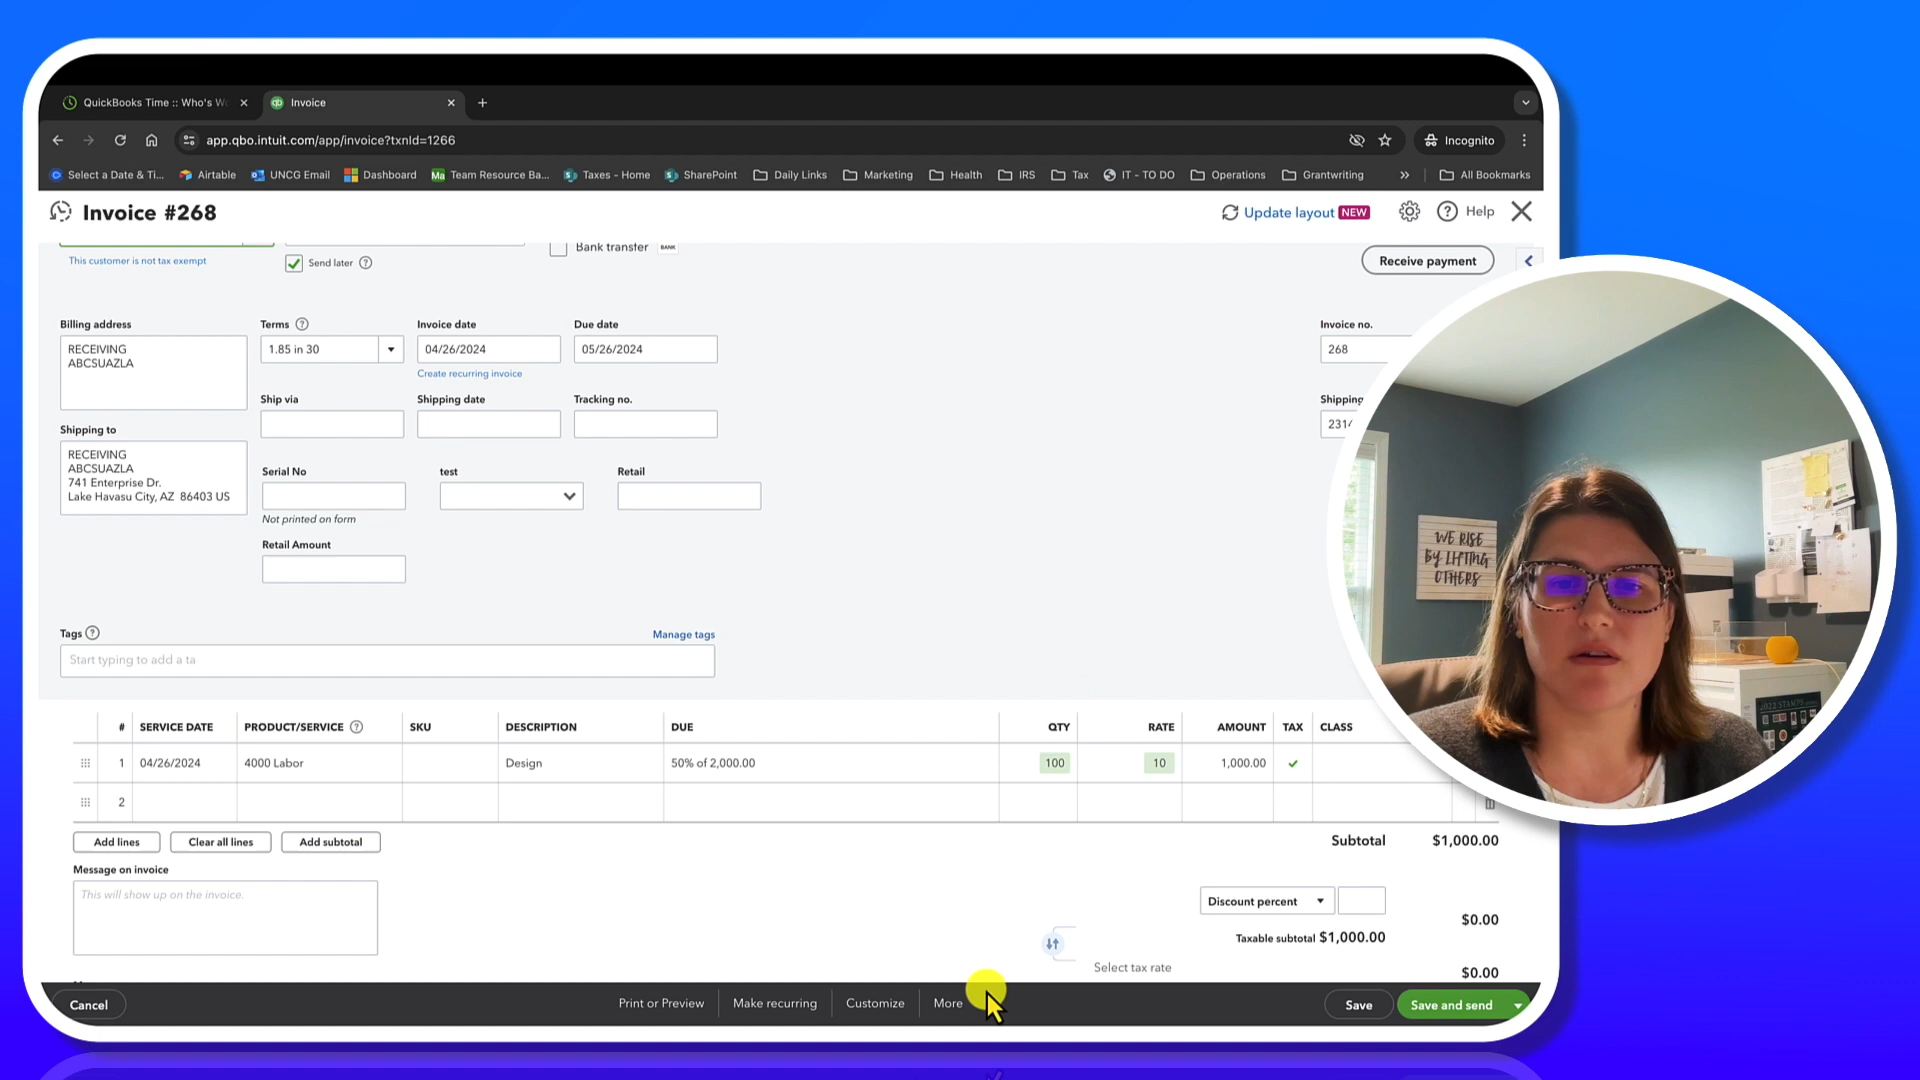 QuickBooks Time :: Who's W
Invoice
app.qbo.intuit.com/app/invoice?txnId=1266
Incognito
Select a Date & Ti...
Airtable
UNCG Email
Dashboard
Ma
Team Resource Ba...
Taxes - Home
SharePoint
Daily Links
Marketing
Health
IRS
Tax
IT - TO DO
Operations
Grantwriting
»
All Bookmarks
Invoice #268
Update layout NEW
Help
This customer is not tax exempt
Send later
Bank transfer BANK
Receive payment
Billing address
RECEIVING
ABCSUAZLA
Terms
1.85 in 30
Invoice date
04/26/2024
Create recurring invoice
Due date
05/26/2024
Invoice no.
268
Ship via
Shipping date
Tracking no.
Shipping
2314
Shipping to
RECEIVING
ABCSUAZLA
741 Enterprise Dr.
Lake Havasu City, AZ 86403 US
Serial No
Not printed on form
test
Retail
Retail Amount
WE RISE
BY LIFTING
OTHERS
Tags
Manage tags
Start typing to add a ta
2022 STAMPS
# SERVICE DATE PRODUCT/SERVICE SKU DESCRIPTION DUE QTY RATE AMOUNT TAX CLASS
1 04/26/2024 4000 Labor Design 50% of 2,000.00 100 10 1,000.00
2
Add lines
Clear all lines
Add subtotal
Subtotal $1,000.00
Message on invoice
This will show up on the invoice.
Discount percent
$0.00
Taxable subtotal $1,000.00
Select tax rate
$0.00
Cancel
Print or Preview
Make recurring
Customize
More
Save
Save and send